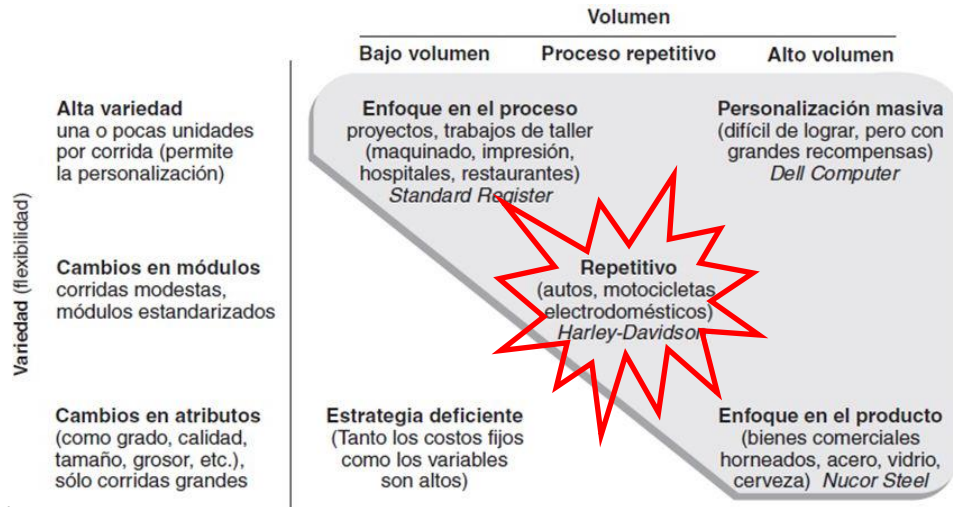 Volumen
Bajo volumen Proceso repetitivo Alto volumen
Variedad (flexibilidad)
Alta variedad
una o pocas unidades
por corrida (permite
la personalización)
Enfoque en el proceso
proyectos, trabajos de taller
(maquinado, impresión,
hospitales, restaurantes)
Standard Register
Personalización masiva
(difícil de lograr, pero con
grandes recompensas)
Dell Computer
Cambios en módulos
corridas modestas,
módulos estandarizados
Repetitivo
(autos, motocicletas
electrodomésticos)
Harley-Davidson
Cambios en atributos
(como grado, calidad,
tamaño, grosor, etc.),
sólo corridas grandes
Estrategia deficiente
(Tanto los costos fijos
como los variables
son altos)
Enfoque en el producto
(bienes comerciales
horneados, acero, vidrio,
cerveza) Nucor Steel